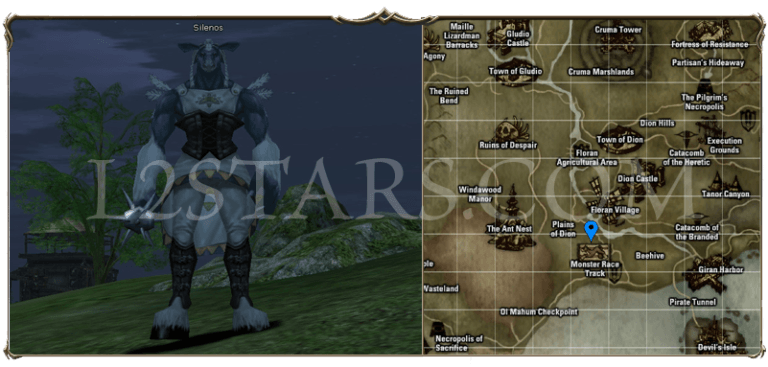 Silenos
L2STARS.COM
Maille
Lizardman
Barracks
Gludio
Castle
Cruma Tower
Fortress of Resistance
Agony
Partisan's Hideaway
Town of Gludio
Cruma Marshlands
The Ruined
Bend
The Pilgrim's
Necropolis
Dion Hills
Ruins of Despair
Town of Dion
Execution
Grounds
Floran
Agricultural Area
Catacomb
of the Heretic
Dion Castle
Windawood
Manor
Tanor Canyon
Floran Village
The Ant Nest
Plains
of Dion
Catacomb of
the Branded
Beehive
ole
Monster Race
Track
Giran Harbor
Wasteland
Pirate Tunnel
Ol Mahum Checkpoint
Necropolis of
Sacrifice
Devil's Isle